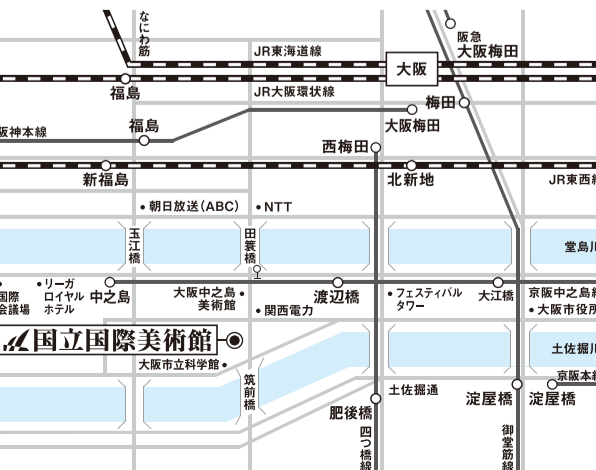 なにわ筋
阪急
大阪梅田
JR東海道線
大阪
福島
JR大阪環状線
梅田
大阪梅田
阪神本線
福島
西梅田
新福島
北新地
JR東西線
朝日放送(ABC)
NTT
玉江橋
田蓑橋
堂島川
国際
会議場
リーガ
ロイヤル
ホテル
中之島
大阪中之島
美術館
関西電力
渡辺橋
フェスティバル
タワー
大江橋
京阪中之島線
大阪市役所
国立国際美術館
大阪市立科学館
土佐堀川
筑前橋
京阪本線
土佐堀通
肥後橋
淀屋橋
淀屋橋
四つ橋線
御堂筋線